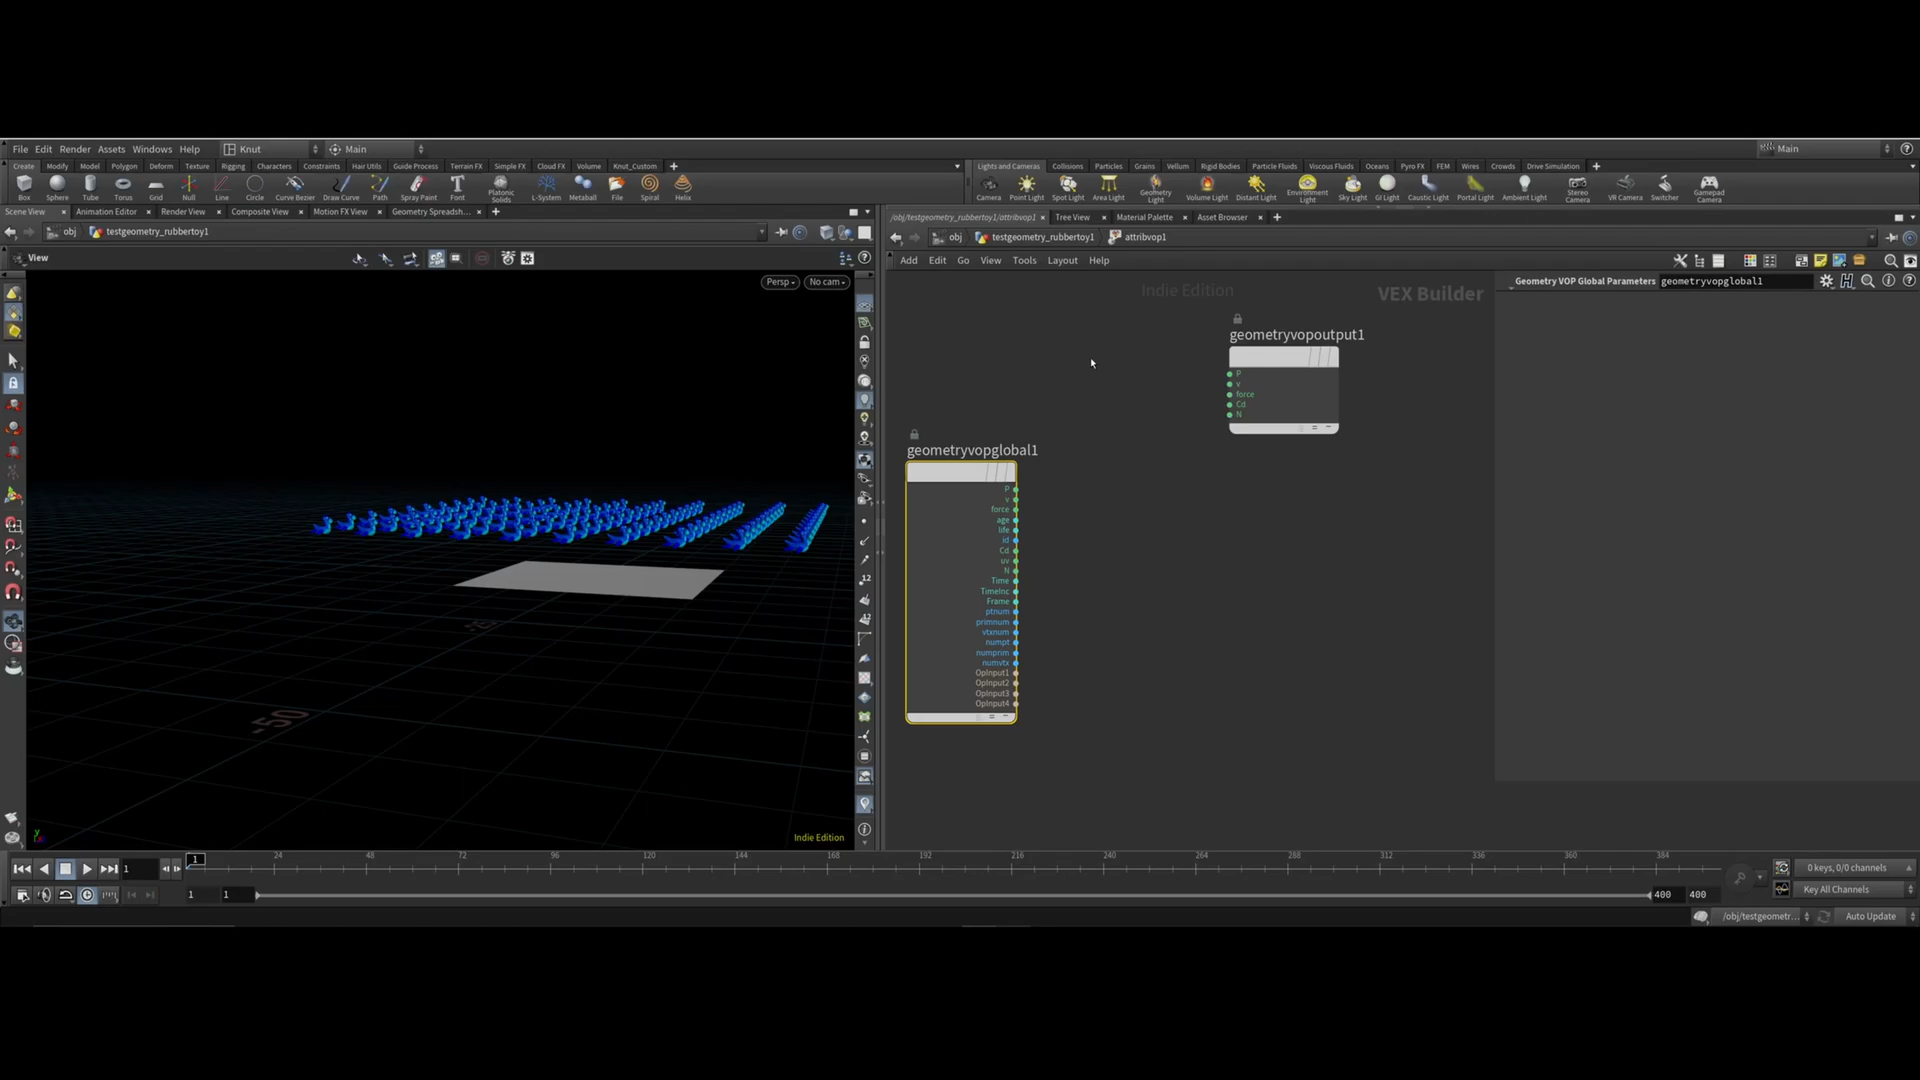 File Edit Render Assets Windows Help Knut Main Main
Create Modify Model Polygon Deform Texture Rigging Characters Constraints Hair Utils Guide Process Terrain FX Simple FX Cloud FX Volume Knut_Custom
Lights and Cameras Collisions Particles Grains Vellum Rigid Bodies Particle Fluids Viscous Fluids Oceans Pyro FX FEM Wires Crowds Drive Simulation
Box Sphere Tube Torus Grid Null Line Circle Curve Bezier Draw Curve Path Spray Paint Font Platonic Solids L-System Metaball File Spiral Helix
Camera Point Light Spot Light Area Light Geometry Light Volume Light Distant Light Environment Light Sky Light GI Light Caustic Light Portal Light Ambient Light Stereo Camera VR Camera Switcher Gamepad Camera
Scene View Animation Editor Render View Composite View Motion FX View Geometry Spreadsh...
/obj/testgeometry_rubbertoy1/attribvop1 Tree View Material Palette Asset Browser
obj testgeometry_rubbertoy1
obj testgeometry_rubbertoy1 attribvop1
View
Add Edit Go View Tools Layout Help
Persp No cam
Indie Edition VEX Builder
Geometry VOP Global Parameters geometryvopglobal1
geometryvopoutput1
P
v
force
Cd
N
geometryvopglobal1
P
v
force
age
life
id
Cd
uv
N
Time
TimeInc
Frame
ptnum
primnum
vtxnum
numpt
numprim
numvtx
OpInput1
OpInput2
OpInput3
OpInput4
-50
12
42
y
Indie Edition
1 1 24 48 72 96 120 144 168 192 216 240 264 288 312 336 360 384 0 keys, 0/0 channels
1 1 400 400 Key All Channels
/obj/testgeometr... Auto Update